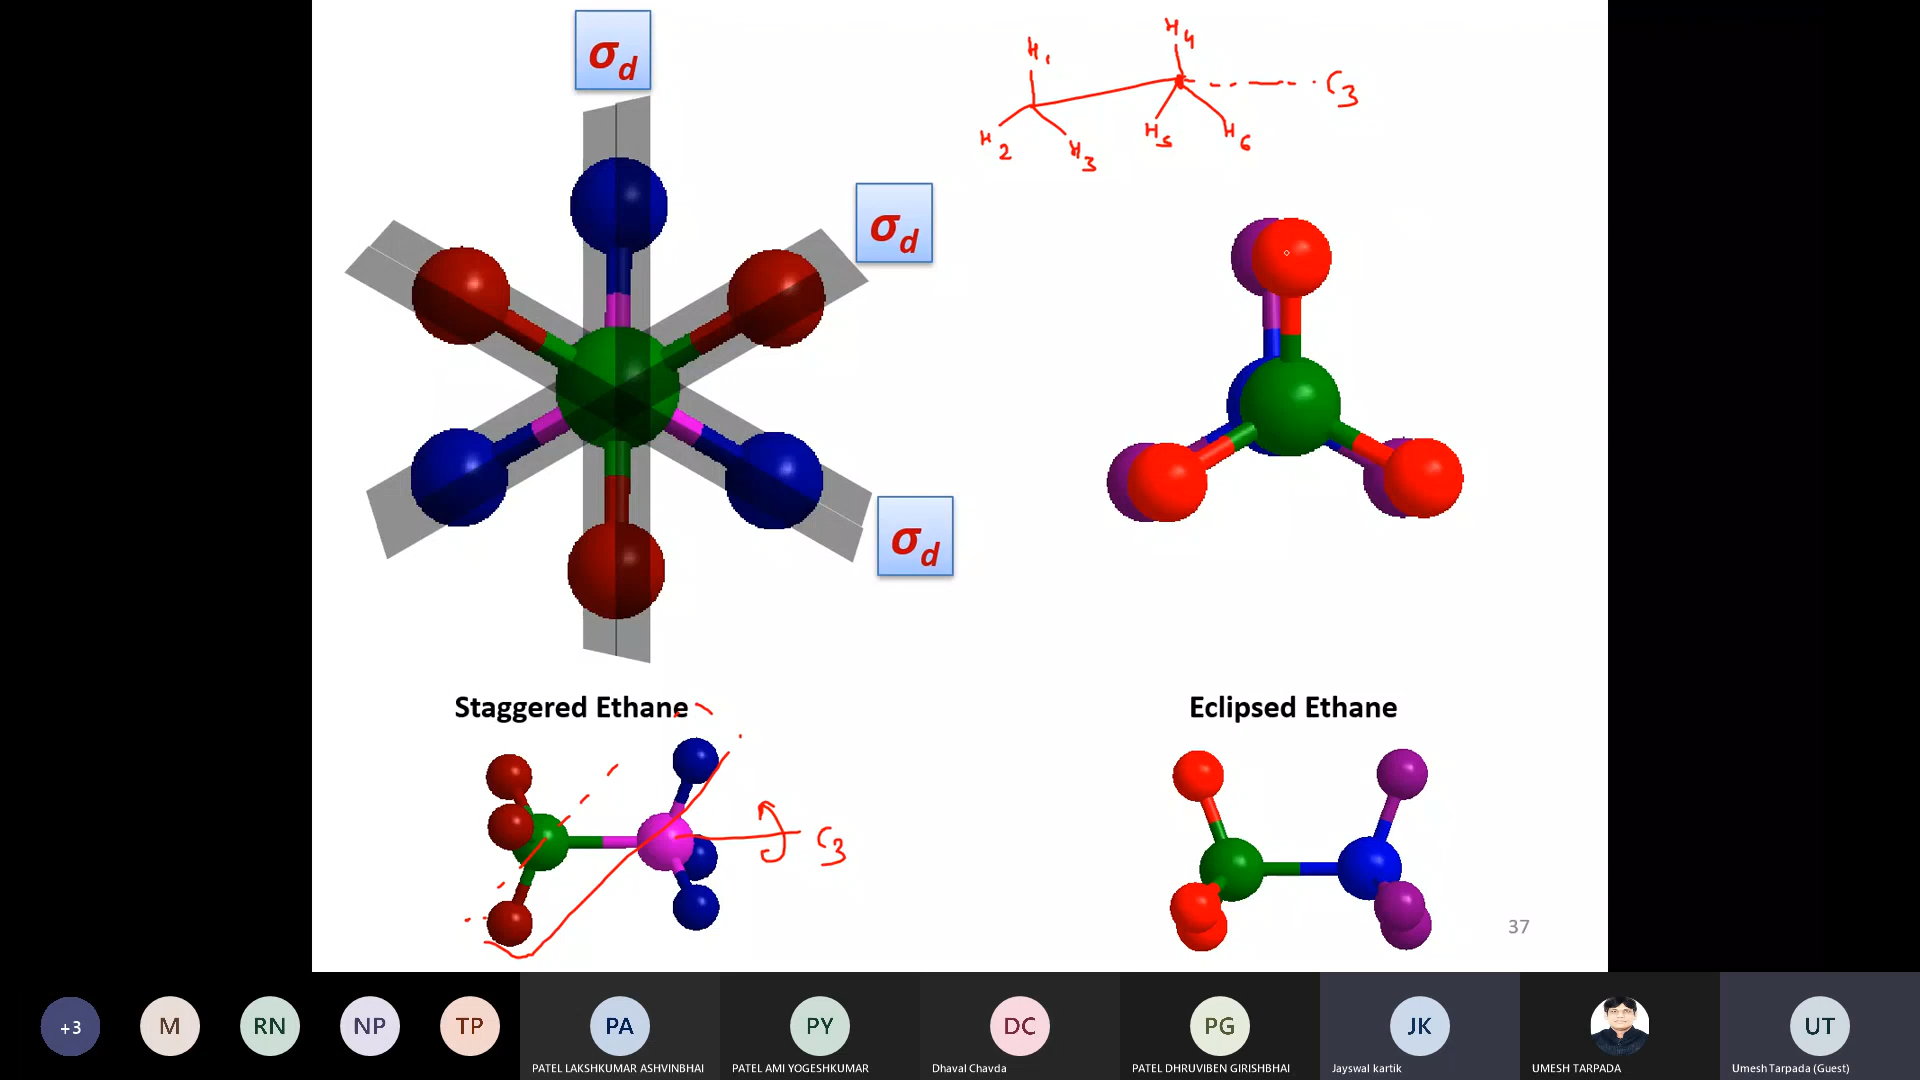 σd
H1
H4
C3
H2
H3
H5
H6
σd
σd
Staggered Ethane
Eclipsed Ethane
C3
37
+3
M
RN
NP
TP
PA
PY
DC
PG
JK
UT
PATEL LAKSHKUMAR ASHVINBHAI
PATEL AMI YOGESHKUMAR
Dhaval Chavda
PATEL DHRUVIBEN GIRISHBHAI
Jayswal kartik
UMESH TARPADA
Umesh Tarpada (Guest)